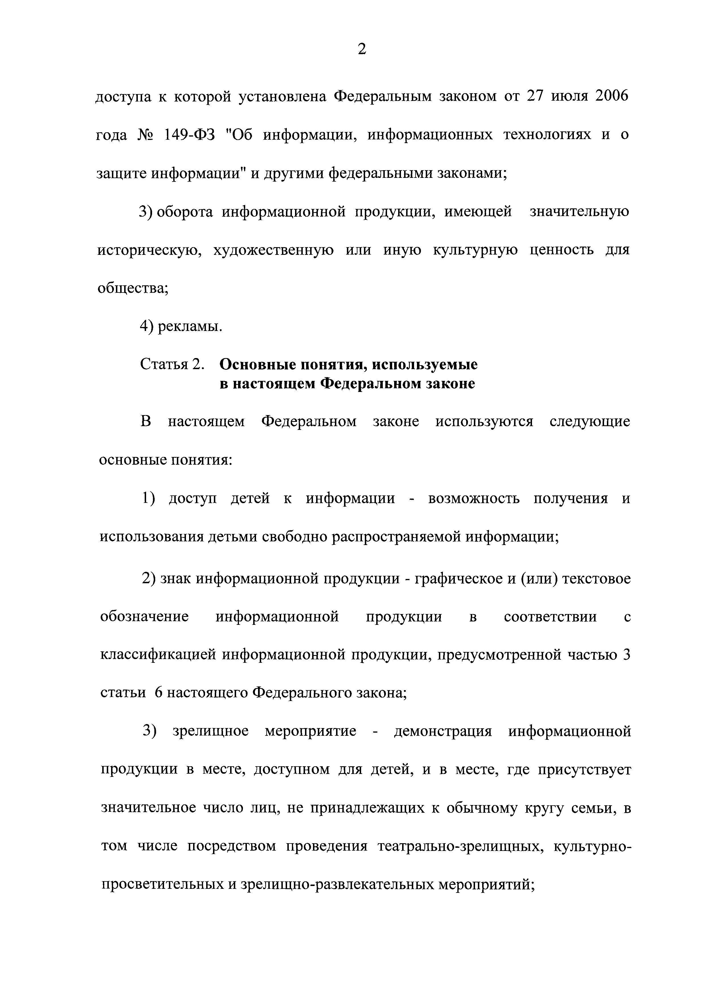 2
доступа к которой установлена Федеральным законом от 27 июля 2006
года № 149-ФЗ "Об информации, информационных технологиях и о
защите информации" и другими федеральными законами;
3) оборота информационной продукции, имеющей значительную
историческую, художественную или иную культурную ценность для
общества;
4) рекламы.
Статья 2. Основные понятия, используемые
в настоящем Федеральном законе
В настоящем Федеральном законе используются следующие
основные понятия:
1) доступ детей к информации - возможность получения и
использования детьми свободно распространяемой информации;
2) знак информационной продукции - графическое и (или) текстовое
обозначение информационной продукции в соответствии с
классификацией информационной продукции, предусмотренной частью 3
статьи 6 настоящего Федерального закона;
3) зрелищное мероприятие - демонстрация информационной
продукции в месте, доступном для детей, и в месте, где присутствует
значительное число лиц, не принадлежащих к обычному кругу семьи, в
том числе посредством проведения театрально-зрелищных, культурно-
просветительных и зрелищно-развлекательных мероприятий;